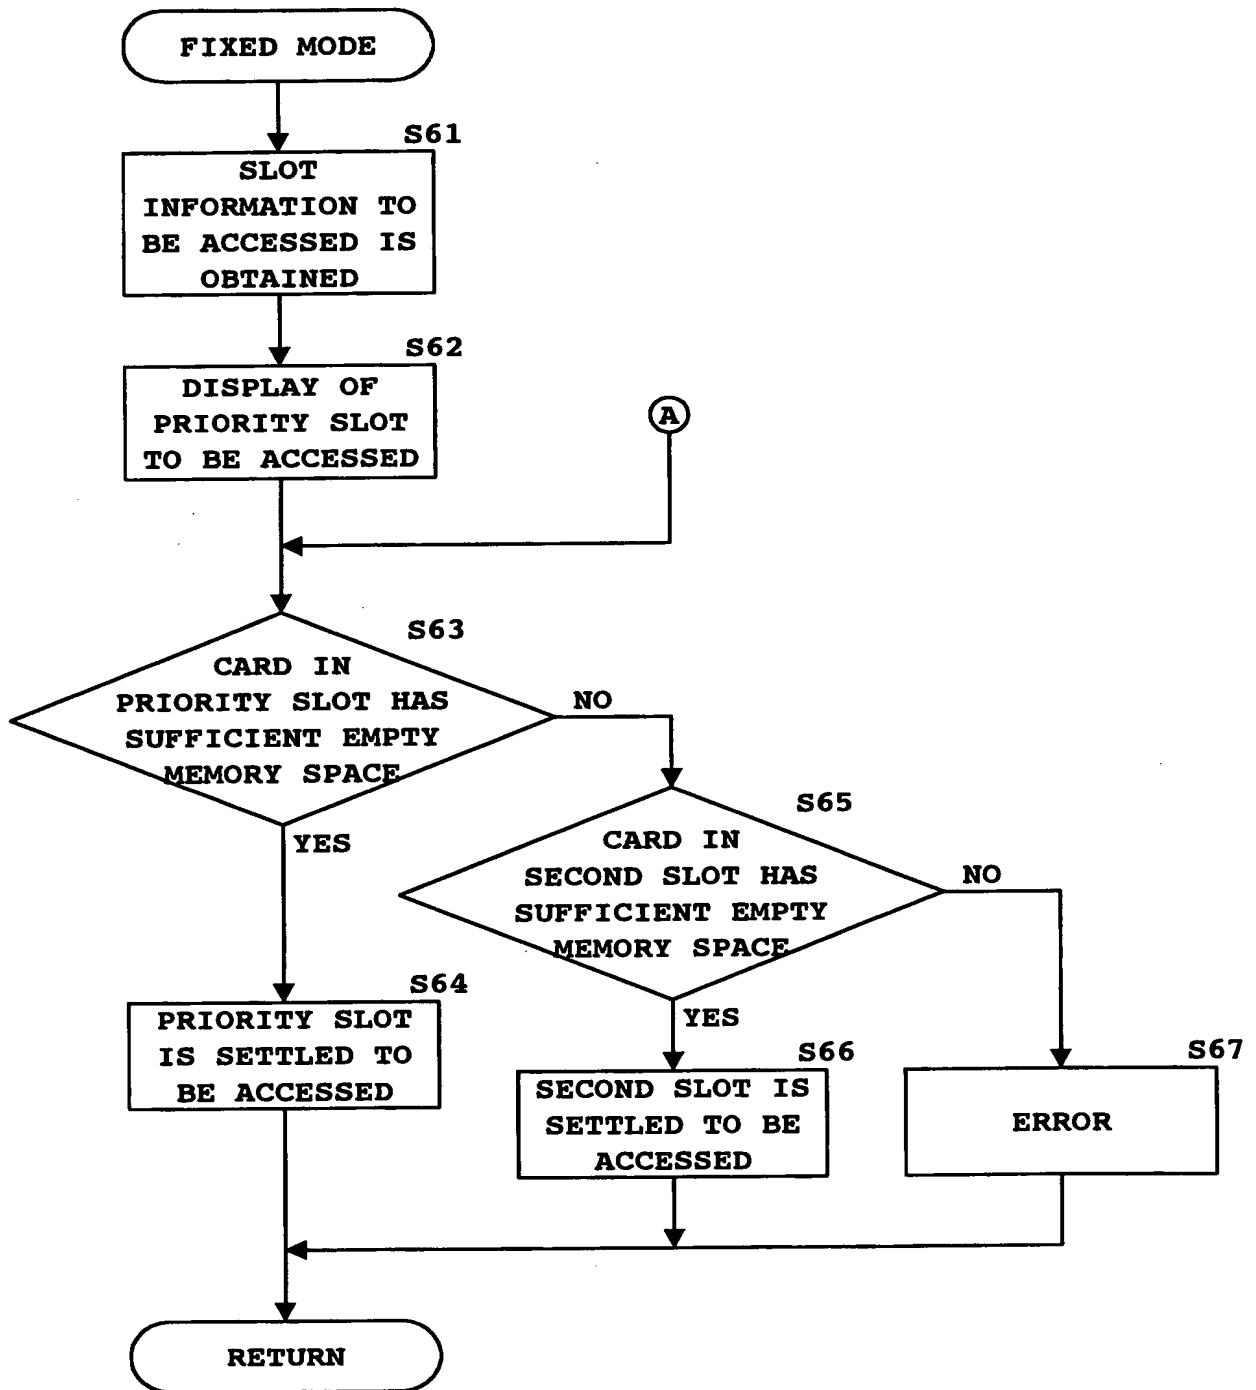 FIXED MODE
S61
SLOT
INFORMATION TO
BE ACCESSED IS
OBTAINED
S62
DISPLAY OF
PRIORITY SLOT
TO BE ACCESSED
A
S63
CARD IN
PRIORITY SLOT HAS
SUFFICIENT EMPTY
MEMORY SPACE
NO
YES
S65
CARD IN
SECOND SLOT HAS
SUFFICIENT EMPTY
MEMORY SPACE
NO
YES
S64
PRIORITY SLOT
IS SETTLED TO
BE ACCESSED
S66
SECOND SLOT IS
SETTLED TO BE
ACCESSED
S67
ERROR
RETURN